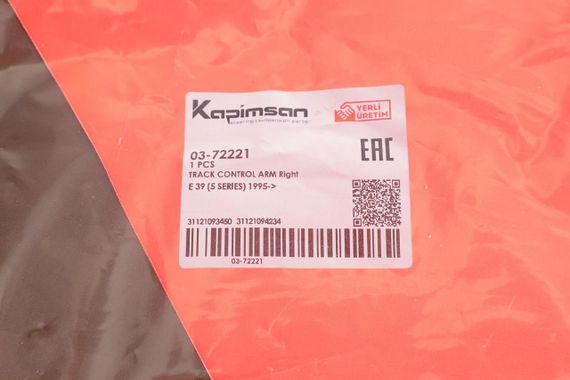 Kapimsan
steering & suspension parts
YERLİ
ÜRETİM
03-72221
1 PCS
EAC
TRACK CONTROL ARM Right
E 39 (5 SERIES) 1995->
31121093450 31121094234
03-72221